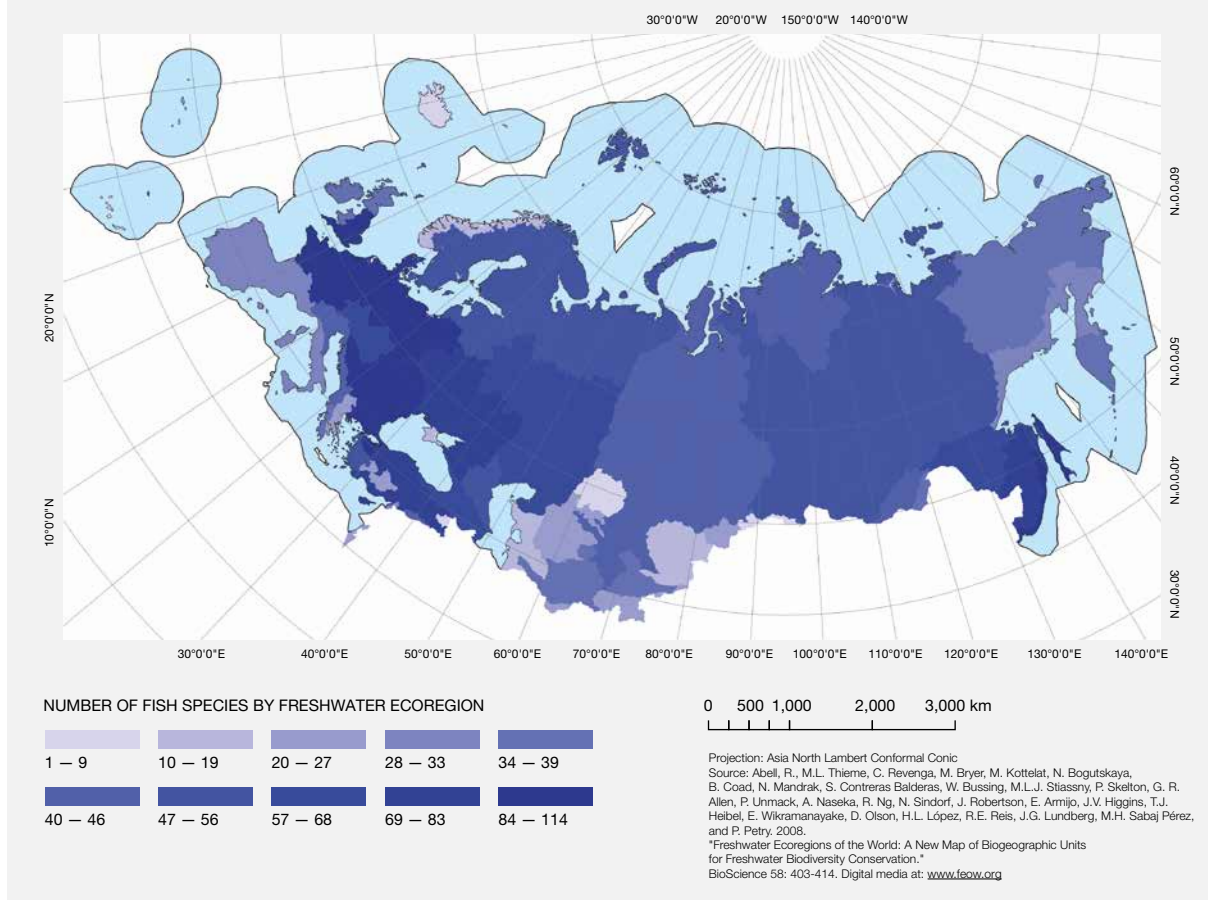 30°0'0"W 20°0'0"W 150°0'0"W 140°0'0"W
60°0'0"N
20°0'0"N
50°0'0"N
40°0'0"N
10°0'0"N
30°0'0"N
30°0'0"E 40°0'0"E 50°0'0"E 60°0'0"E 70°0'0"E 80°0'0"E 90°0'0"E 100°0'0"E 110°0'0"E 120°0'0"E 130°0'0"E 140°0'0"E
NUMBER OF FISH SPECIES BY FRESHWATER ECOREGION
1 — 9 10 — 19 20 — 27 28 — 33 34 — 39
40 — 46 47 — 56 57 — 68 69 — 83 84 — 114
0 500 1,000 2,000 3,000 km
Projection: Asia North Lambert Conformal Conic
Source: Abell, R., M.L. Thieme, C. Revenga, M. Bryer, M. Kottelat, N. Bogutskaya,
B. Coad, N. Mandrak, S. Contreras Balderas, W. Bussing, M.L.J. Stiassny, P. Skelton, G. R.
Allen, P. Unmack, A. Naseka, R. Ng, N. Sindorf, J. Robertson, E. Armijo, J.V. Higgins, T.J.
Heibel, E. Wikramanayake, D. Olson, H.L. López, R.E. Reis, J.G. Lundberg, M.H. Sabaj Pérez,
and P. Petry. 2008.
"Freshwater Ecoregions of the World: A New Map of Biogeographic Units
for Freshwater Biodiversity Conservation."
BioScience 58: 403-414. Digital media at: www.feow.org